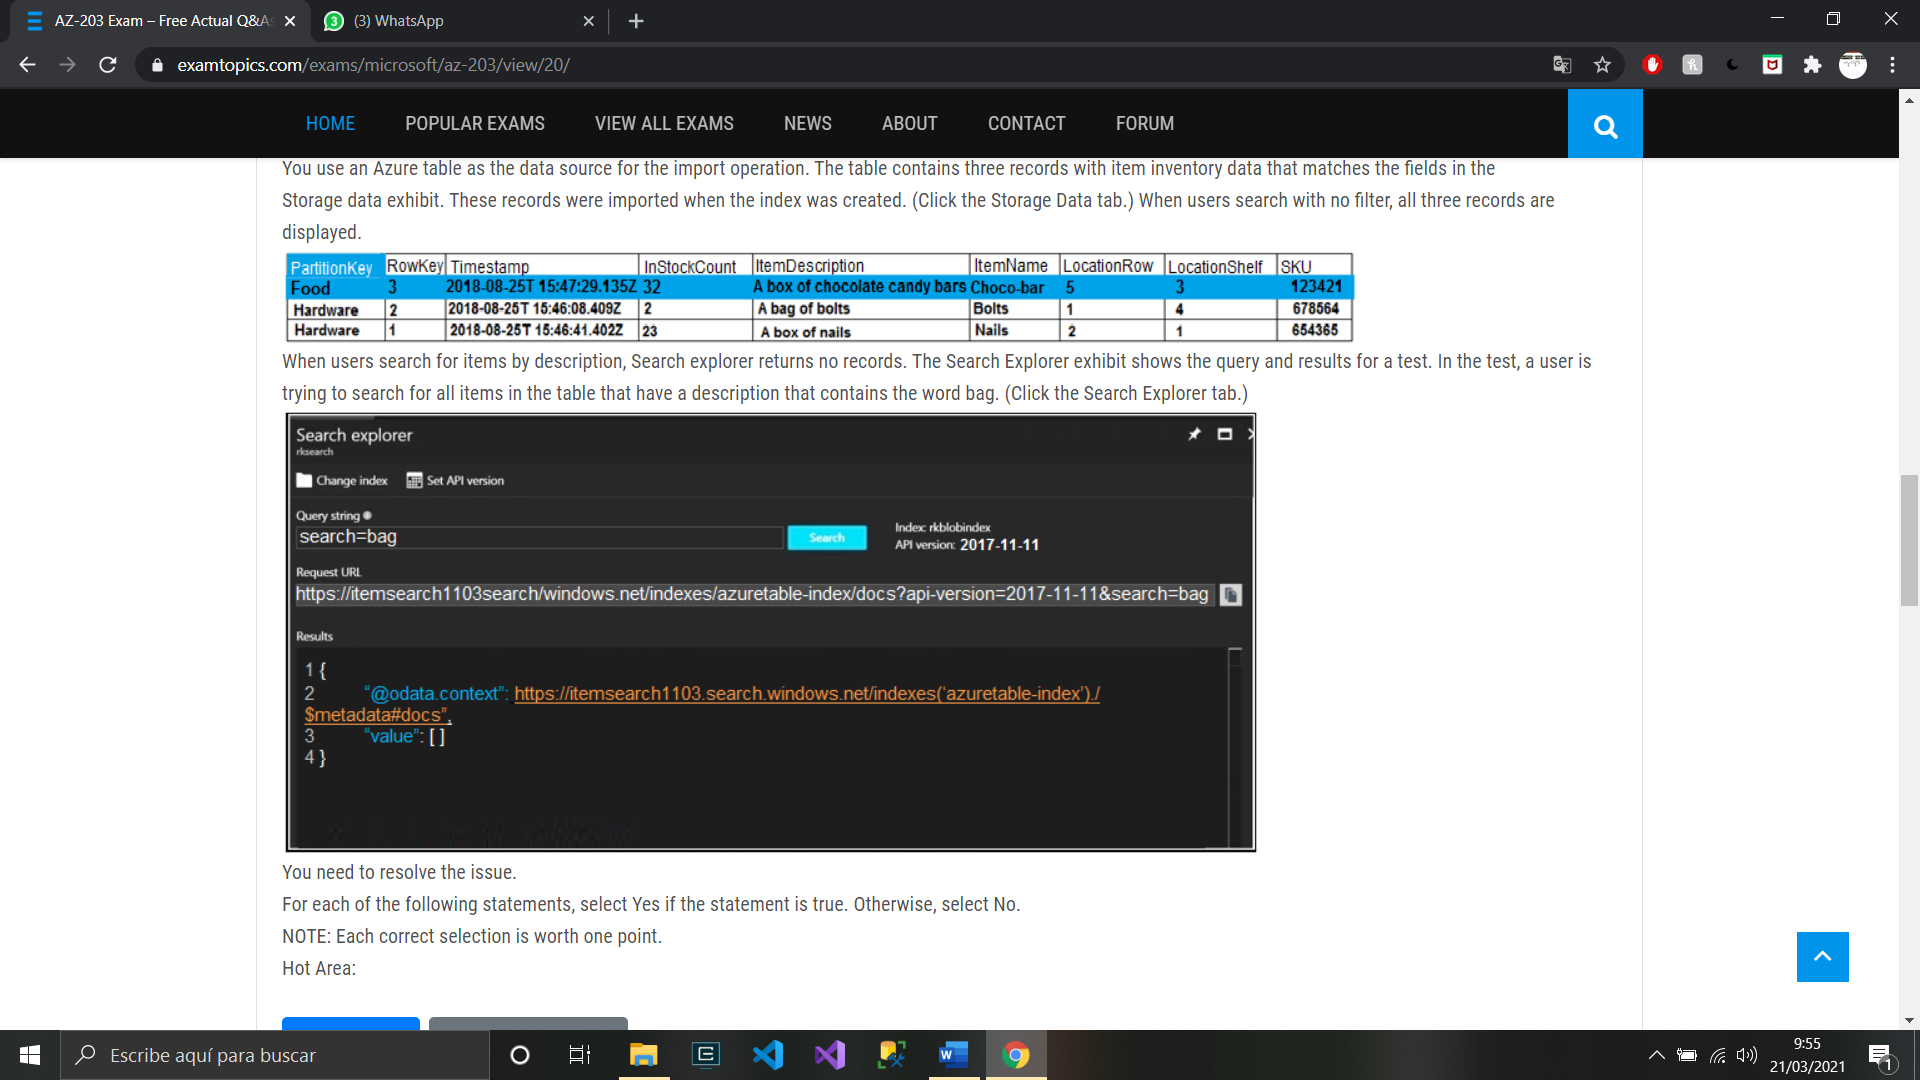 AZ-203 Exam – Free Actual Q&As
(3) WhatsApp
examtopics.com/exams/microsoft/az-203/view/20/
HOME POPULAR EXAMS VIEW ALL EXAMS NEWS ABOUT CONTACT FORUM
You use an Azure table as the data source for the import operation. The table contains three records with item inventory data that matches the fields in the
Storage data exhibit. These records were imported when the index was created. (Click the Storage Data tab.) When users search with no filter, all three records are
displayed.
PartitionKey RowKey Timestamp InStockCount ItemDescription ItemName LocationRow LocationShelf SKU
Food 3 2018-08-25T 15:47:29.135Z 32 A box of chocolate candy bars Choco-bar 5 3 123421
Hardware 2 2018-08-25T 15:46:08.409Z 2 A bag of bolts Bolts 1 4 678564
Hardware 1 2018-08-25T 15:46:41.402Z 23 A box of nails Nails 2 1 654365
When users search for items by description, Search explorer returns no records. The Search Explorer exhibit shows the query and results for a test. In the test, a user is
trying to search for all items in the table that have a description that contains the word bag. (Click the Search Explorer tab.)
Search explorer
rksearch
Change index Set API version
Query string
search=bag
Search
Index: rkblobindex
API version: 2017-11-11
Request URL
https://itemsearch1103search/windows.net/indexes/azuretable-index/docs?api-version=2017-11-11&search=bag
Results
1 {
2 "@odata.context": https://itemsearch1103.search.windows.net/indexes('azuretable-index')./
$metadata#docs",
3 "value": [ ]
4 }
You need to resolve the issue.
For each of the following statements, select Yes if the statement is true. Otherwise, select No.
NOTE: Each correct selection is worth one point.
Hot Area:
Escribe aquí para buscar
9:55
21/03/2021
1